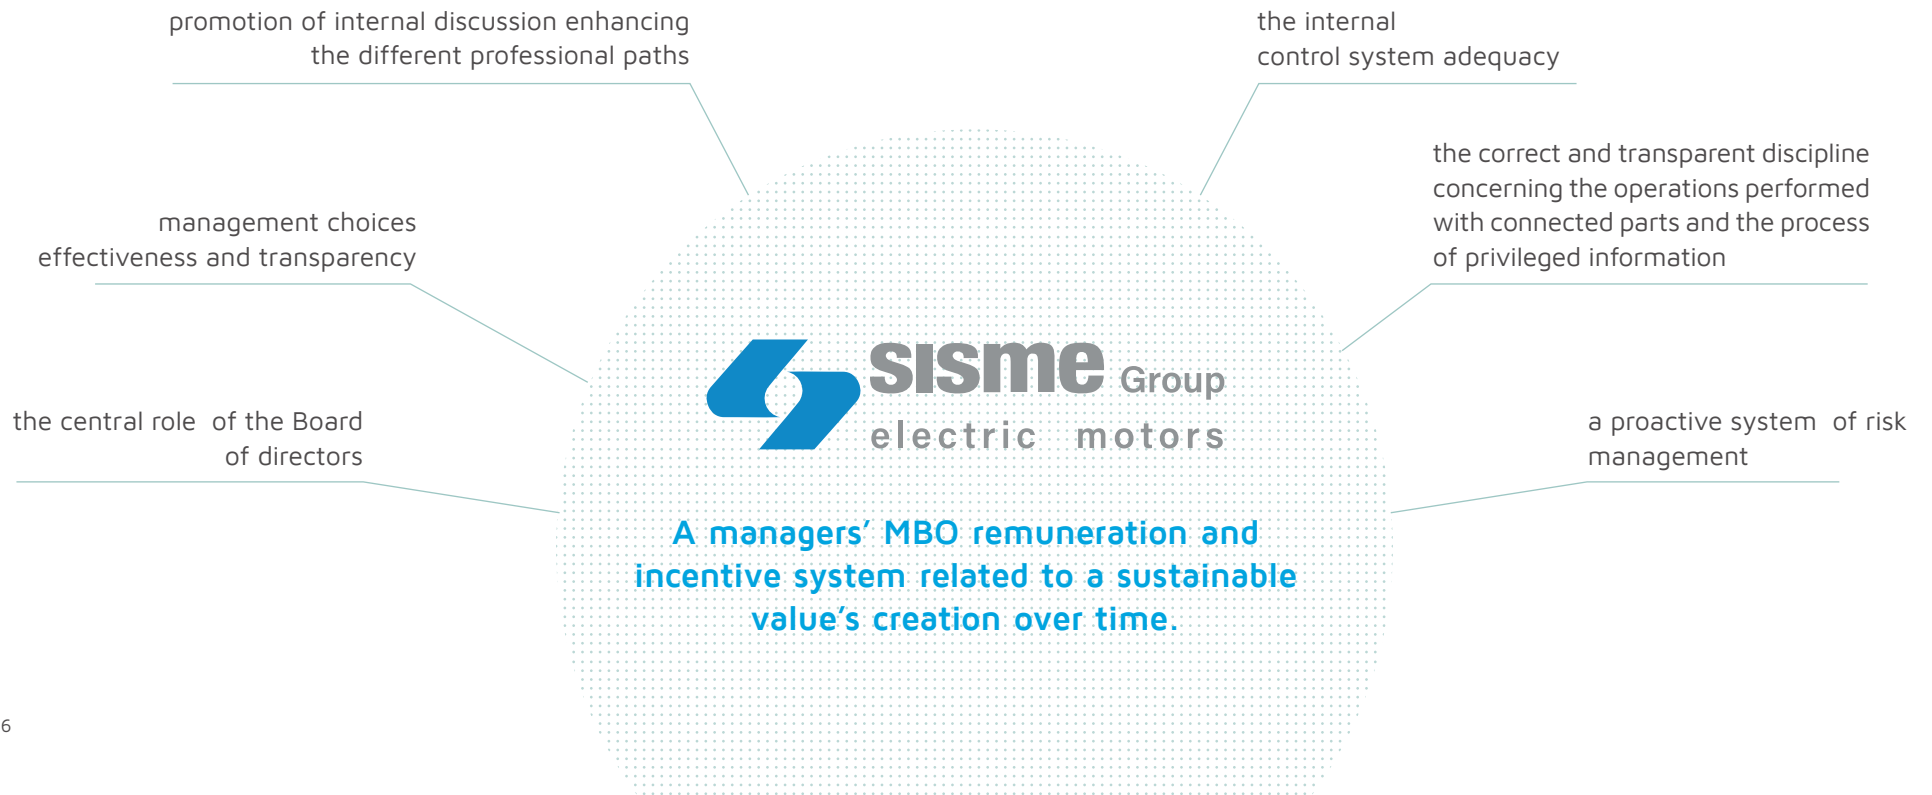 promotion of internal discussion enhancing
the different professional paths
the internal
control system adequacy
the correct and transparent discipline
concerning the operations performed
with connected parts and the process
of privileged information
management choices
effectiveness and transparency
sisme Group
electric motors
the central role of the Board
of directors
a proactive system of risk
management
A managers’ MBO remuneration and
incentive system related to a sustainable
value’s creation over time.
6